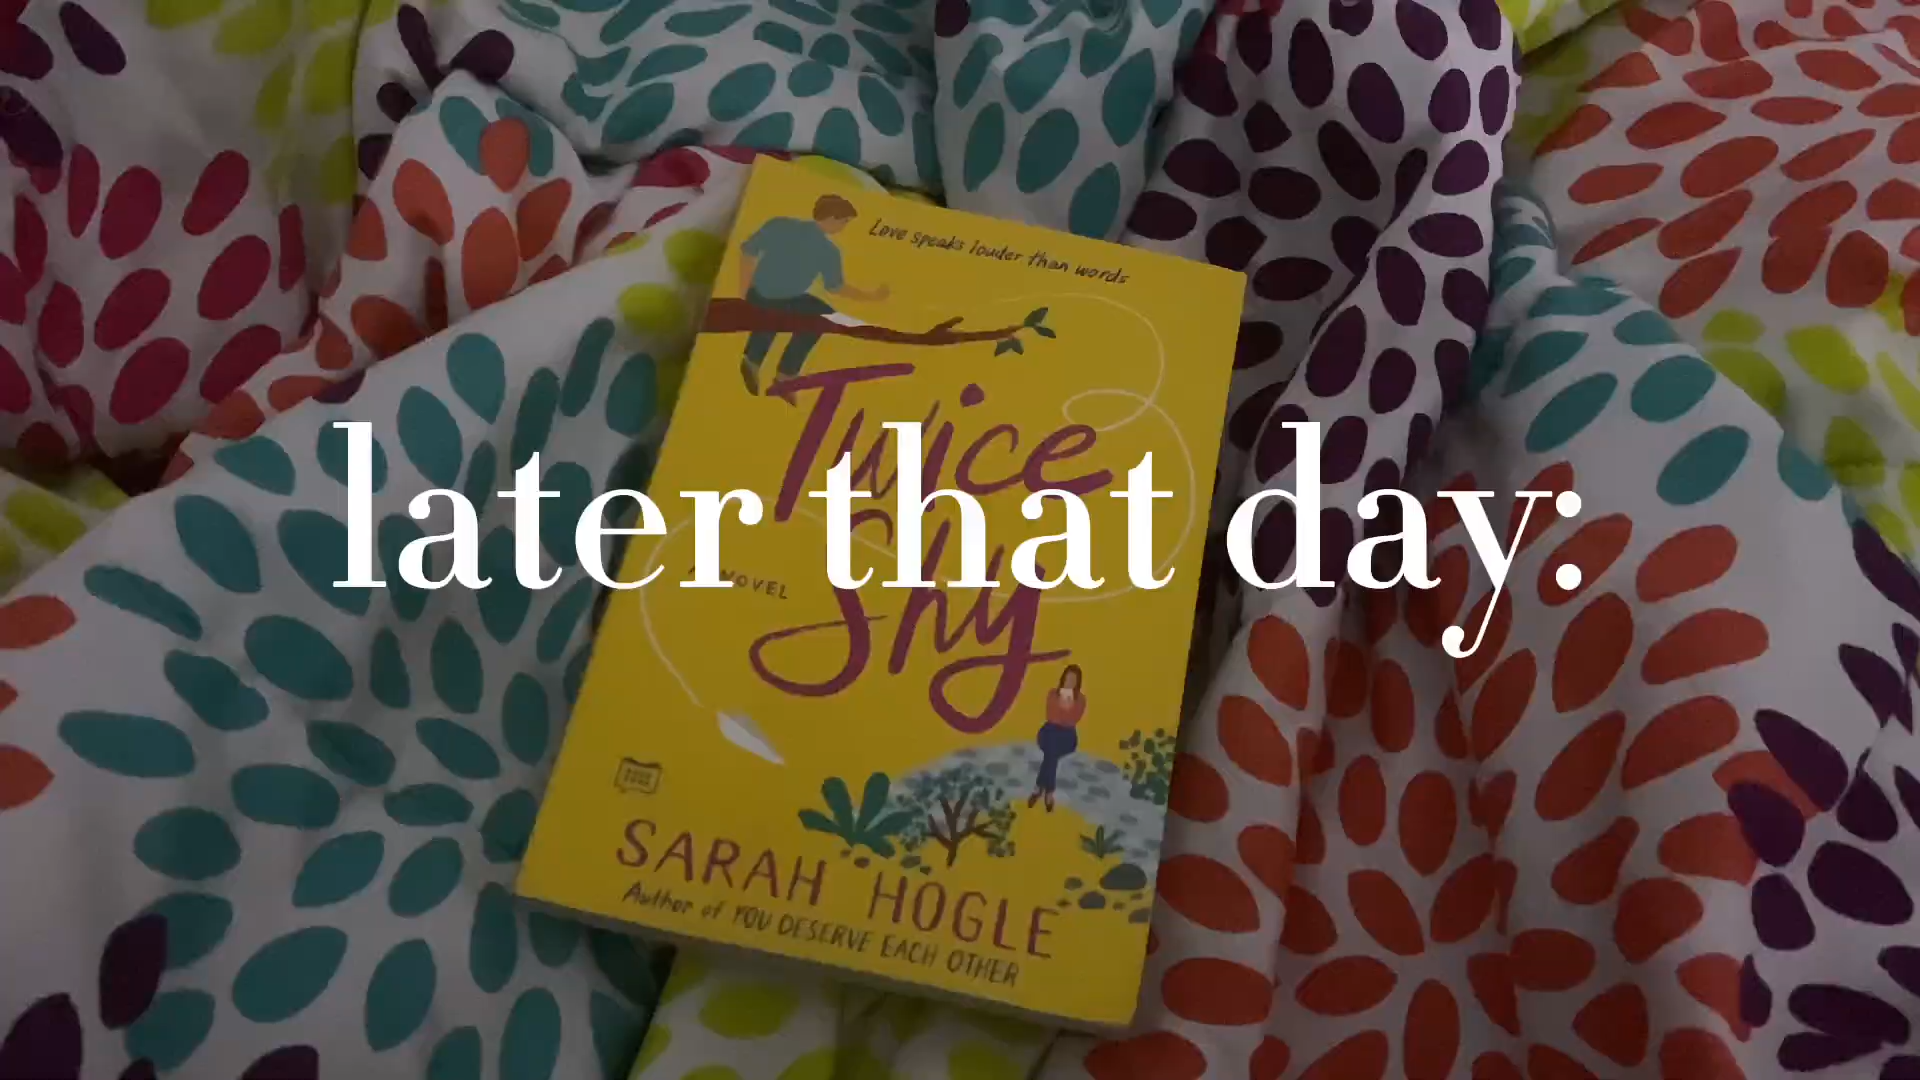 Love speaks louder than words
Twice
later that day:
Shy
A NOVEL
SARAH HOGLE
Author of YOU DESERVE EACH OTHER